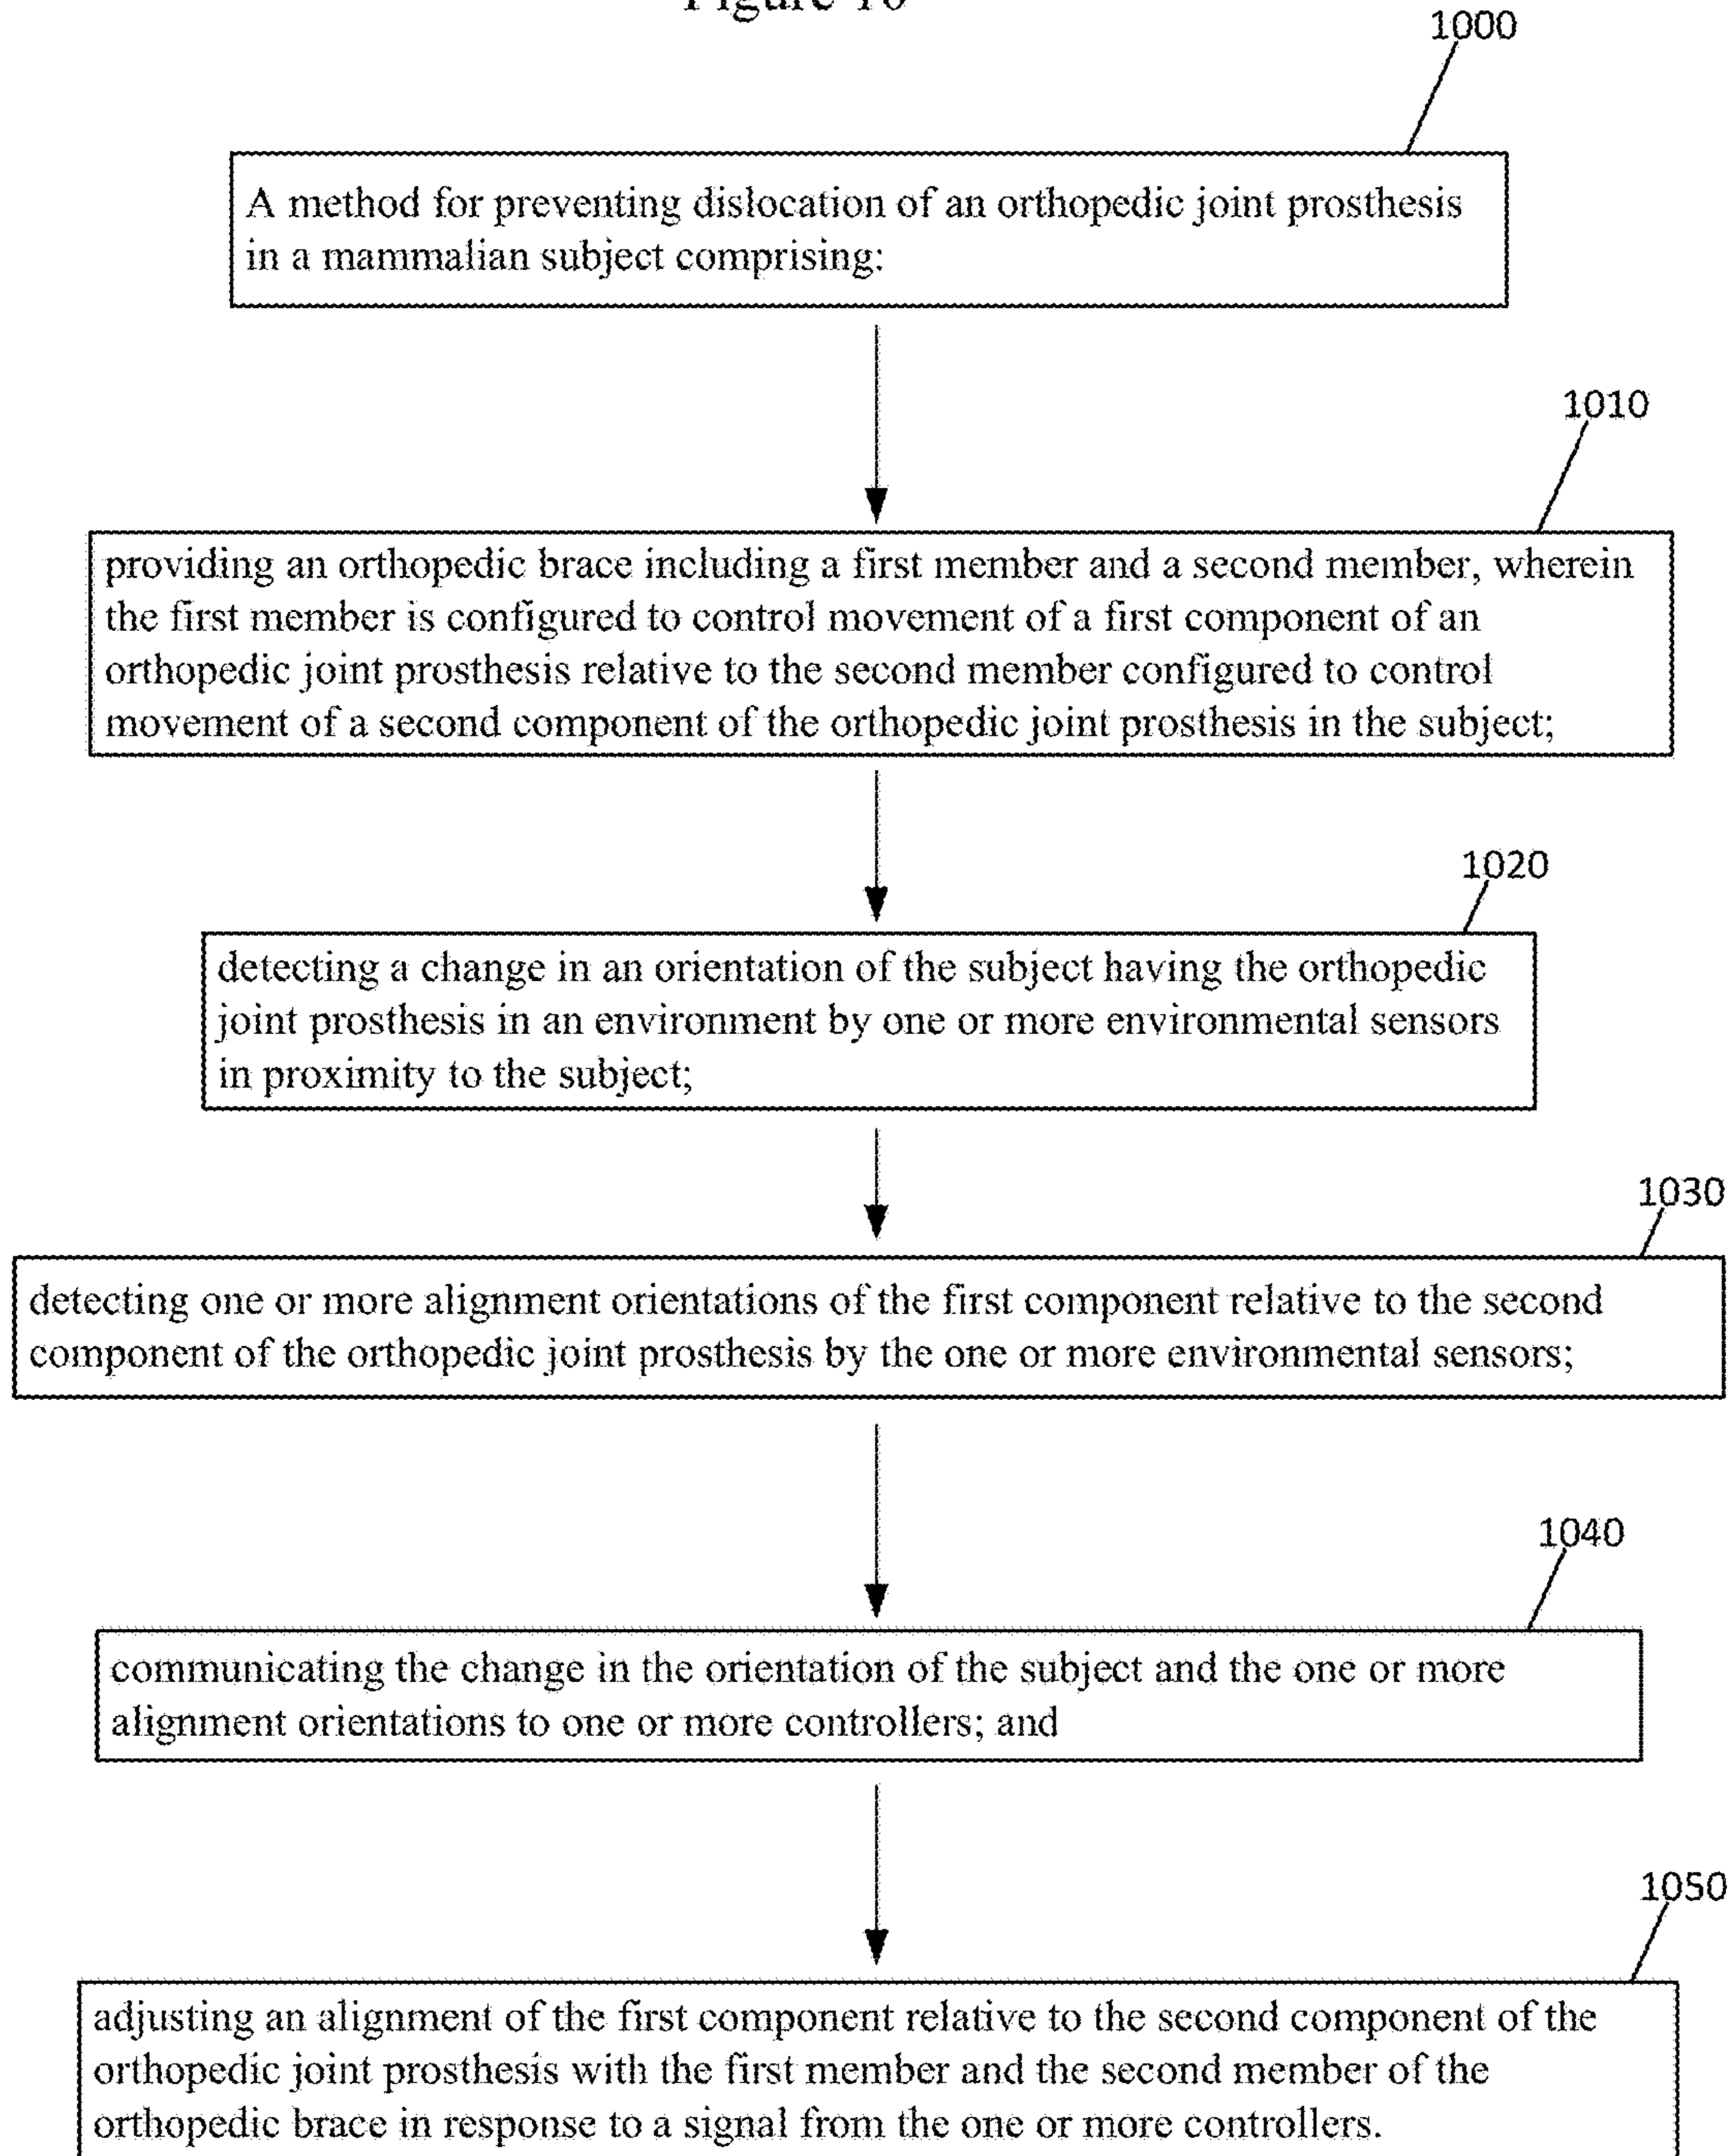 Figure 10
1000
A method for preventing dislocation of an orthopedic joint prosthesis
in a mammalian subject comprising:
1010
providing an orthopedic brace including a first member and a second member, wherein
the first member is configured to control movement of a first component of an
orthopedic joint prosthesis relative to the second member configured to control
movement of a second component of the orthopedic joint prosthesis in the subject;
1020
detecting a change in an orientation of the subject having the orthopedic
joint prosthesis in an environment by one or more environmental sensors
in proximity to the subject;
1030
detecting one or more alignment orientations of the first component relative to the second
component of the orthopedic joint prosthesis by the one or more environmental sensors;
1040
communicating the change in the orientation of the subject and the one or more
alignment orientations to one or more controllers; and
1050
adjusting an alignment of the first component relative to the second component of the
orthopedic joint prosthesis with the first member and the second member of the
orthopedic brace in response to a signal from the one or more controllers.